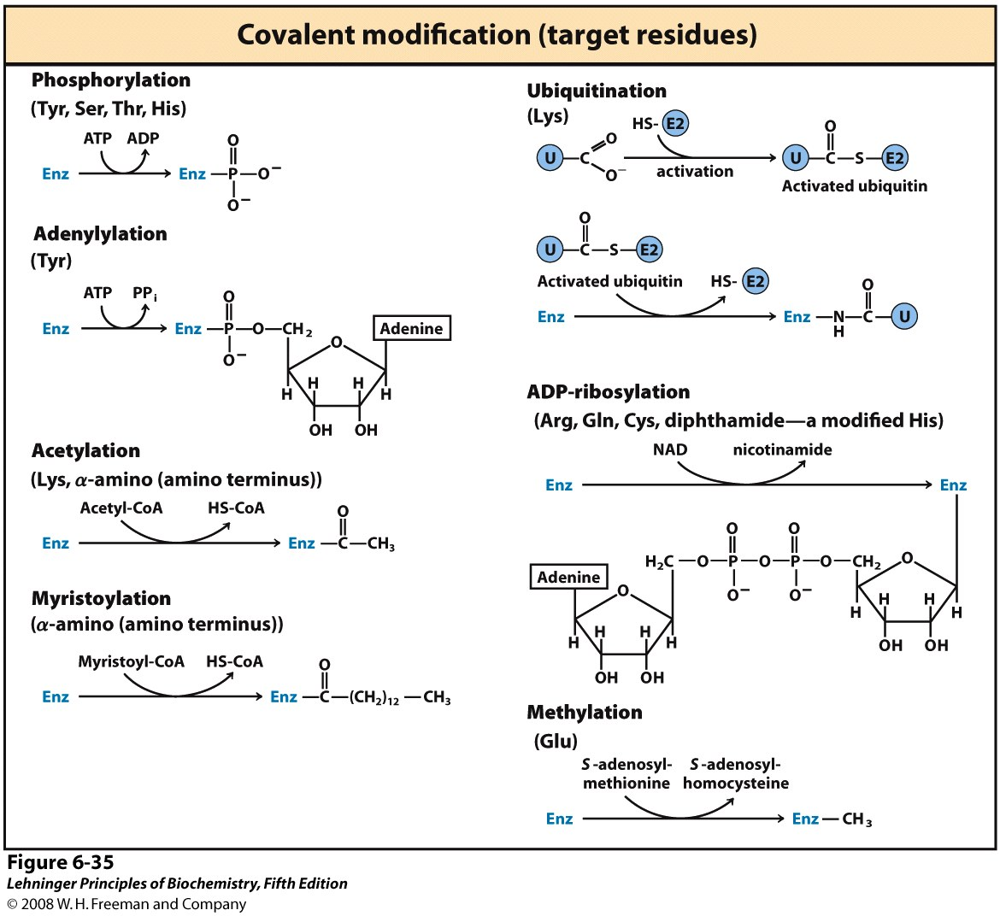 Covalent modification (target residues)
Phosphorylation
(Tyr, Ser, Thr, His)
ATP ADP
O
Enz Enz —P—O−
O−
Adenylylation
(Tyr)
ATP PPi
O
Enz Enz —P—O—CH2 Adenine
O−
O
H H H H
OH OH
Acetylation
(Lys, α-amino (amino terminus))
Acetyl-CoA HS-CoA
O
Enz Enz —C—CH3
Myristoylation
(α-amino (amino terminus))
Myristoyl-CoA HS-CoA
O
Enz Enz —C—(CH2)12 —CH3
Ubiquitination
(Lys)
HS- E2
O O
U —C U —C—S— E2
O−
activation
Activated ubiquitin
O
U —C—S— E2
Activated ubiquitin HS- E2
O
Enz Enz —N—C— U
H
ADP-ribosylation
(Arg, Gln, Cys, diphthamide—a modified His)
NAD nicotinamide
Enz Enz
O O
H2C—O—P—O—P—O—CH2 O
O− O−
Adenine O
H H H H
OH OH
H H H H
OH OH
Methylation
(Glu)
S-adenosyl- S-adenosyl-
methionine homocysteine
Enz Enz — CH3
Figure 6-35
Lehninger Principles of Biochemistry, Fifth Edition
© 2008 W. H. Freeman and Company